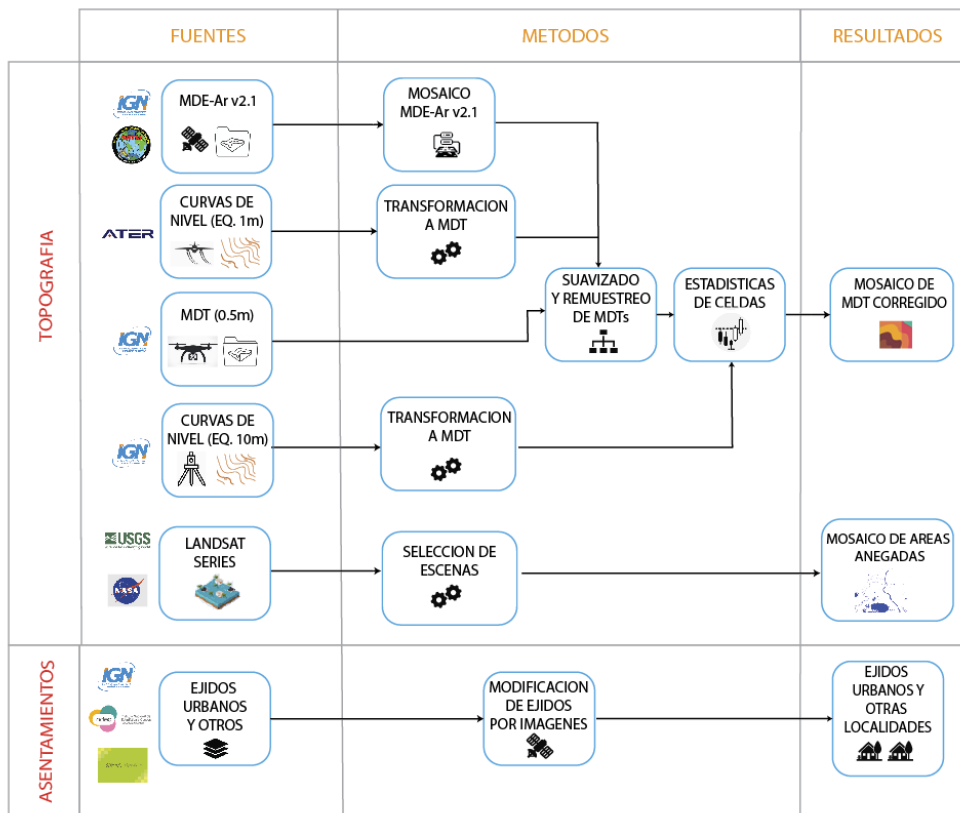 FUENTES
METODOS
RESULTADOS
TOPOGRAFIA
IGN
MDE-Ar v2.1
MOSAICO
MDE-Ar v2.1
ATER
CURVAS DE
NIVEL (EQ. 1m)
TRANSFORMACION
A MDT
IGN
MDT (0.5m)
SUAVIZADO
Y REMUESTREO
DE MDTs
ESTADISTICAS
DE CELDAS
MOSAICO DE
MDT CORREGIDO
IGN
CURVAS DE
NIVEL (EQ. 10m)
TRANSFORMACION
A MDT
USGS
NASA
LANDSAT
SERIES
SELECCION DE
ESCENAS
MOSAICO DE AREAS
ANEGADAS
ASENTAMIENTOS
IGN
EJIDOS
URBANOS
Y OTROS
MODIFICACION
DE EJIDOS
POR IMAGENES
EJIDOS
URBANOS Y
OTRAS
LOCALIDADES